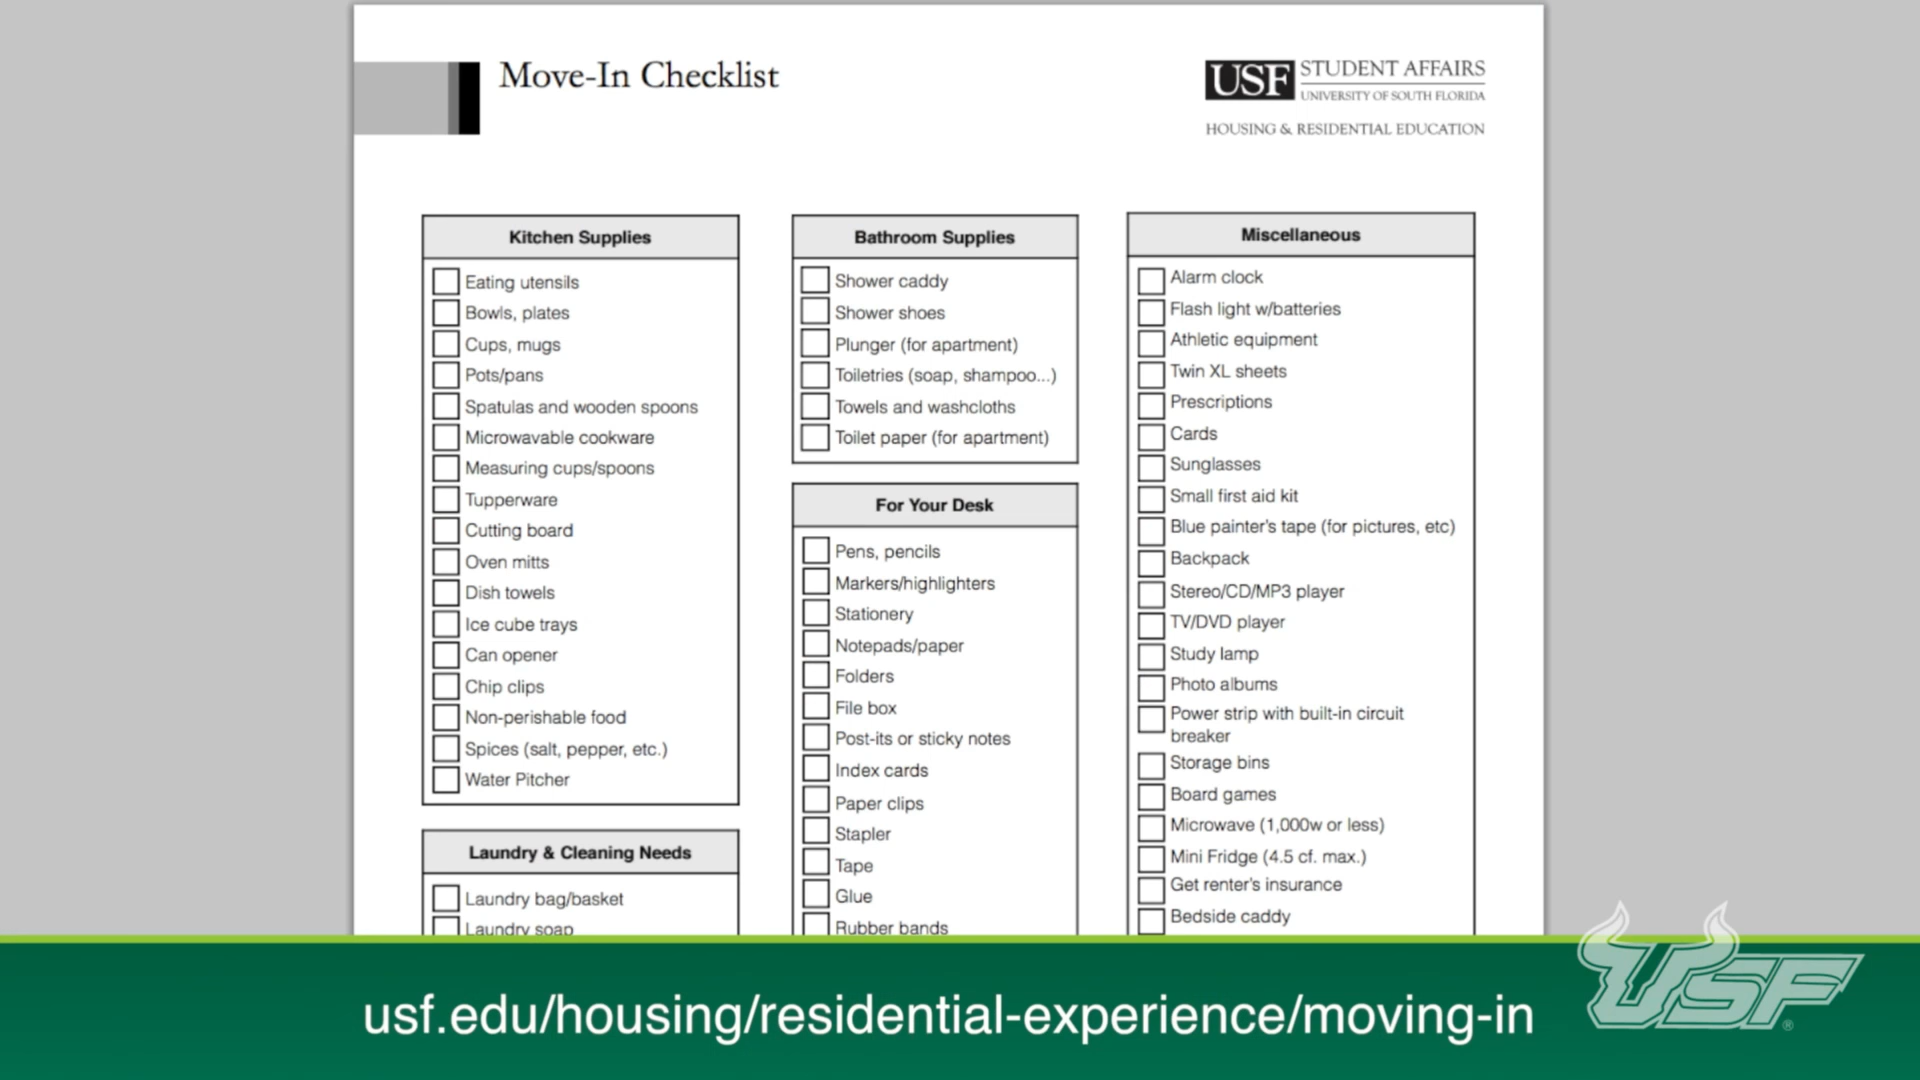 Move-In Checklist
USF STUDENT AFFAIRS
UNIVERSITY OF SOUTH FLORIDA
HOUSING & RESIDENTIAL EDUCATION
Kitchen Supplies
Eating utensils
Bowls, plates
Cups, mugs
Pots/pans
Spatulas and wooden spoons
Microwavable cookware
Measuring cups/spoons
Tupperware
Cutting board
Oven mitts
Dish towels
Ice cube trays
Can opener
Chip clips
Non-perishable food
Spices (salt, pepper, etc.)
Water Pitcher
Laundry & Cleaning Needs
Laundry bag/basket
Laundry soap
Bathroom Supplies
Shower caddy
Shower shoes
Plunger (for apartment)
Toiletries (soap, shampoo...)
Towels and washcloths
Toilet paper (for apartment)
For Your Desk
Pens, pencils
Markers/highlighters
Stationery
Notepads/paper
Folders
File box
Post-its or sticky notes
Index cards
Paper clips
Stapler
Tape
Glue
Rubber bands
Miscellaneous
Alarm clock
Flash light w/batteries
Athletic equipment
Twin XL sheets
Prescriptions
Cards
Sunglasses
Small first aid kit
Blue painter's tape (for pictures, etc)
Backpack
Stereo/CD/MP3 player
TV/DVD player
Study lamp
Photo albums
Power strip with built-in circuit
breaker
Storage bins
Board games
Microwave (1,000w or less)
Mini Fridge (4.5 cf. max.)
Get renter's insurance
Bedside caddy
usf.edu/housing/residential-experience/moving-in
USF®